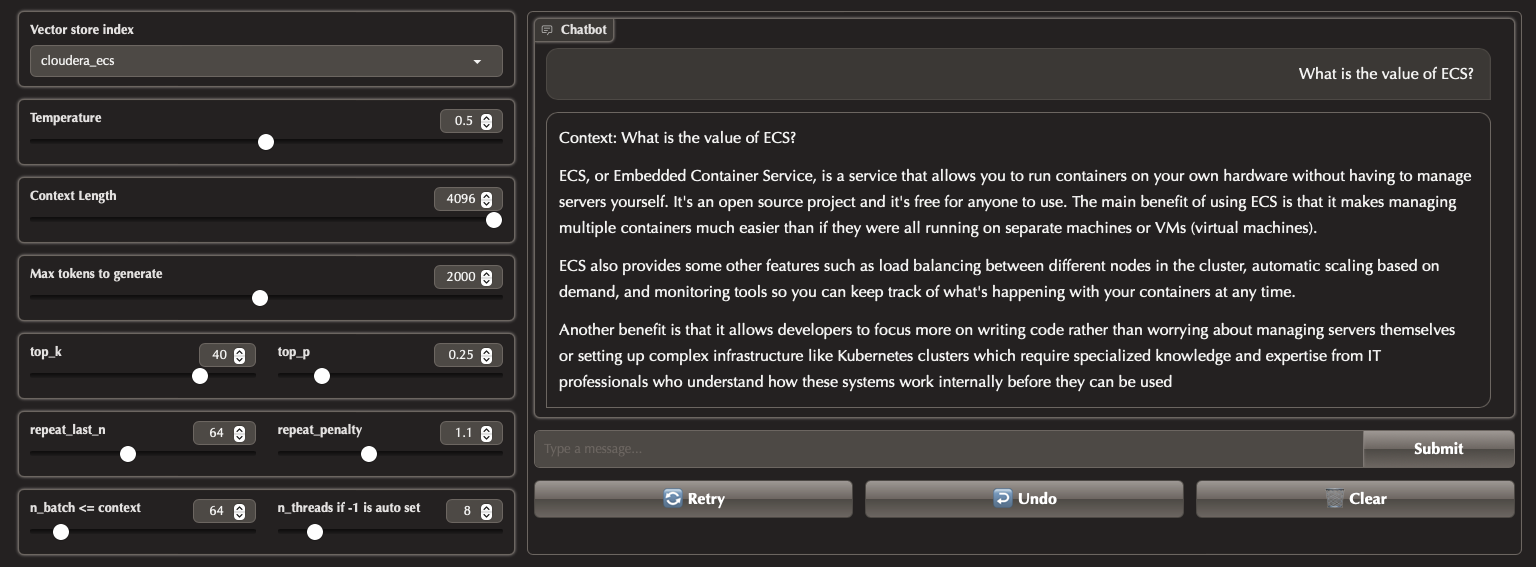 Vector store index
cloudera_ecs
Temperature
0.5
Context Length
4096
Max tokens to generate
2000
top_k
40
top_p
0.25
repeat_last_n
64
repeat_penalty
1.1
n_batch <= context
64
n_threads if -1 is auto set
8
Chatbot
What is the value of ECS?
Context: What is the value of ECS?
ECS, or Embedded Container Service, is a service that allows you to run containers on your own hardware without having to manage
servers yourself. It's an open source project and it's free for anyone to use. The main benefit of using ECS is that it makes managing
multiple containers much easier than if they were all running on separate machines or VMs (virtual machines).
ECS also provides some other features such as load balancing between different nodes in the cluster, automatic scaling based on
demand, and monitoring tools so you can keep track of what's happening with your containers at any time.
Another benefit is that it allows developers to focus more on writing code rather than worrying about managing servers themselves
or setting up complex infrastructure like Kubernetes clusters which require specialized knowledge and expertise from IT
professionals who understand how these systems work internally before they can be used
Type a message...
Submit
Retry
Undo
Clear